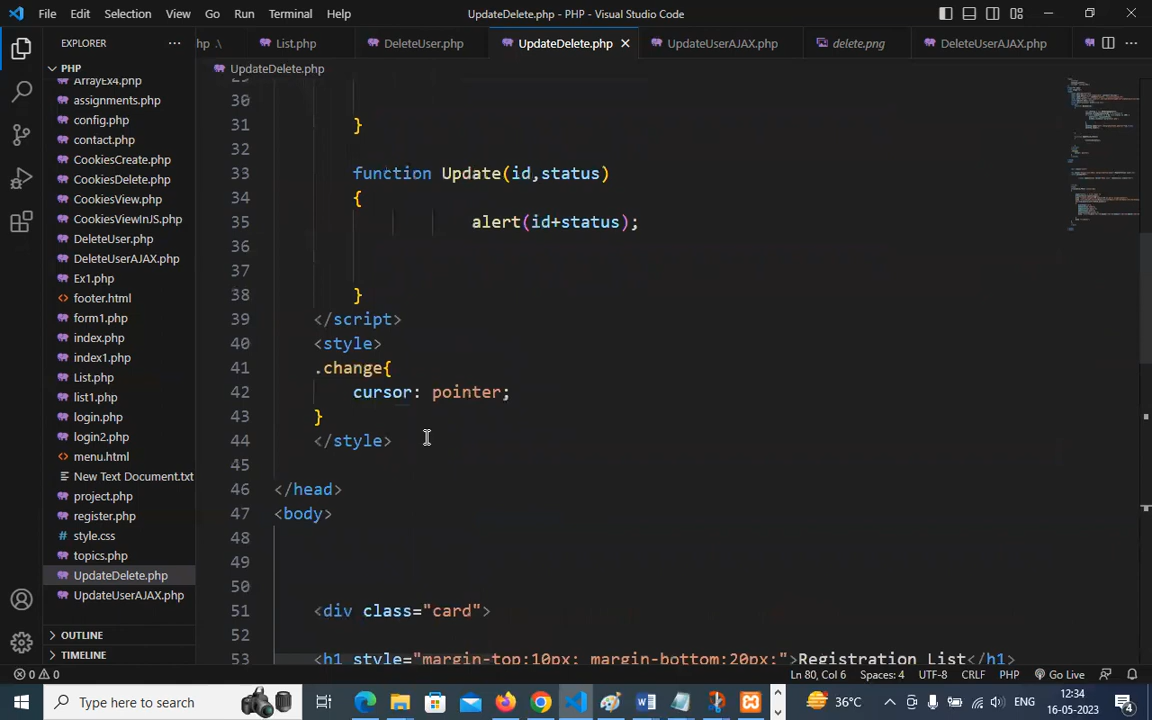 File Edit Selection View Go Run Terminal Help
UpdateDelete.php - PHP - Visual Studio Code
EXPLORER
hp .\ List.php DeleteUser.php UpdateDelete.php UpdateUserAJAX.php delete.png DeleteUserAJAX.php
PHP
UpdateDelete.php
ArrayEx4.php
assignments.php
config.php
contact.php
CookiesCreate.php
CookiesDelete.php
CookiesView.php
CookiesViewInJS.php
DeleteUser.php
DeleteUserAJAX.php
Ex1.php
footer.html
form1.php
index.php
index1.php
List.php
list1.php
login.php
login2.php
menu.html
New Text Document.txt
project.php
register.php
style.css
topics.php
UpdateDelete.php
UpdateUserAJAX.php
OUTLINE
TIMELINE
29
30
31 }
32
33 function Update(id,status)
34 {
35 alert(id+status);
36
37
38 }
39 </script>
40 <style>
41 .change{
42 cursor: pointer;
43 }
44 </style>
45
46 </head>
47 <body>
48
49
50
51 <div class="card">
52
53 <h1 style="margin-top:10px; margin-bottom:20px;">Registration List</h1>
0 0 Ln 80, Col 6 Spaces: 4 UTF-8 CRLF PHP Go Live
Type here to search
36°C ENG 12:34
16-05-2023
4